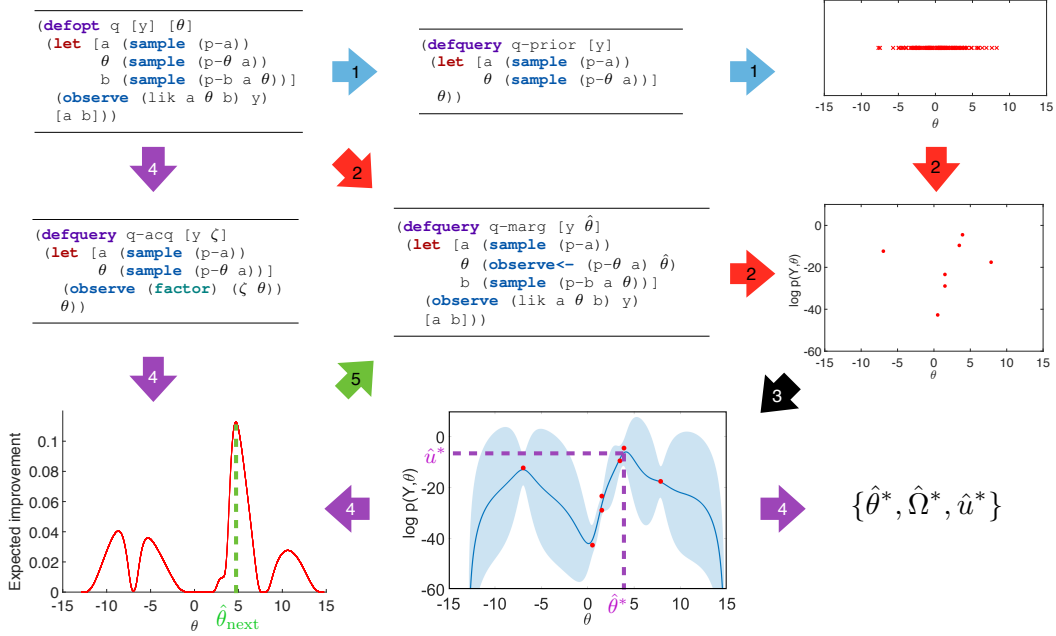 (defopt q [y] [θ]
(let [a (sample (p-a))
θ (sample (p-θ a))
b (sample (p-b a θ))]
(observe (lik a θ b) y)
[a b]))
1
(defquery q-prior [y]
(let [a (sample (p-a))
θ (sample (p-θ a))]
θ))
1
-15 -10 -5 0 5 10 15
θ
4
2
2
(defquery q-acq [y ζ]
(let [a (sample (p-a))
θ (sample (p-θ a))]
(observe (factor) (ζ θ))
θ))
(defquery q-marg [y θ̂]
(let [a (sample (p-a))
θ (observe<- (p-θ a) θ̂)
b (sample (p-b a θ))]
(observe (lik a θ b) y)
[a b]))
2
log p(Y,θ)
0
-20
-40
-60
-15 -10 -5 0 5 10 15
θ
4
5
3
Expected improvement
0.1
0.08
0.06
0.04
0.02
0
-15 -10 -5 0 5 10 15
θ
θ̂next
4
log p(Y,θ)
0
û*
-20
-40
-60
-15 -10 -5 0 5 10 15
θ̂*
θ
4
{θ̂*, Ω̂*, û*}